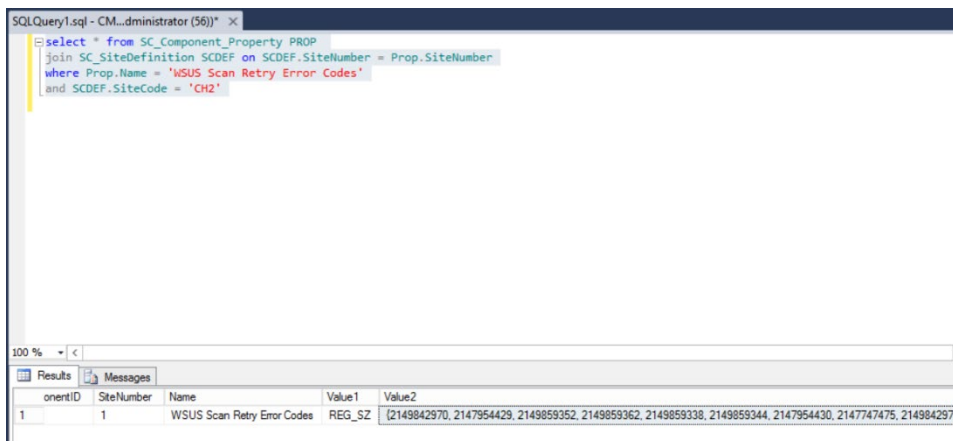 SQLQuery1.sql - CM...dministrator (56))* ×
select * from SC_Component_Property PROP
join SC_SiteDefinition SCDEF on SCDEF.SiteNumber = Prop.SiteNumber
where Prop.Name = 'WSUS Scan Retry Error Codes'
and SCDEF.SiteCode = 'CH2'
100 %
Results Messages
onentID SiteNumber Name Value1 Value2
1 1 WSUS Scan Retry Error Codes REG_SZ {2149842970, 2147954429, 2149859352, 2149859362, 2149859338, 2149859344, 2147954430, 2147747475, 214984297